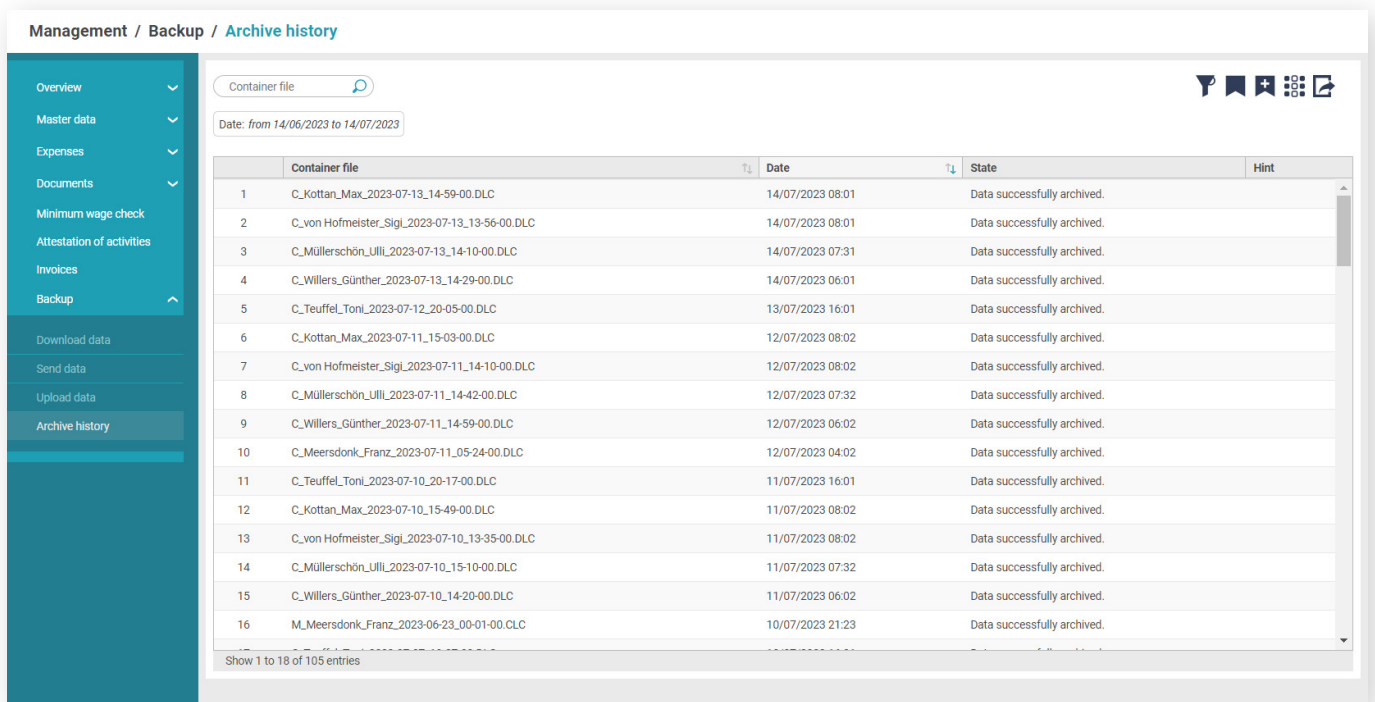 Management / Backup / Archive history
Overview
Master data
Expenses
Documents
Minimum wage check
Attestation of activities
Invoices
Backup
Download data
Send data
Upload data
Archive history
Container file
Date: from 14/06/2023 to 14/07/2023
Container file Date State Hint
1 C_Kottan_Max_2023-07-13_14-59-00.DLC 14/07/2023 08:01 Data successfully archived.
2 C_von Hofmeister_Sigi_2023-07-13_13-56-00.DLC 14/07/2023 08:01 Data successfully archived.
3 C_Müllerschön_Ulli_2023-07-13_14-10-00.DLC 14/07/2023 07:31 Data successfully archived.
4 C_Willers_Günther_2023-07-13_14-29-00.DLC 14/07/2023 06:01 Data successfully archived.
5 C_Teuffel_Toni_2023-07-12_20-05-00.DLC 13/07/2023 16:01 Data successfully archived.
6 C_Kottan_Max_2023-07-11_15-03-00.DLC 12/07/2023 08:02 Data successfully archived.
7 C_von Hofmeister_Sigi_2023-07-11_14-10-00.DLC 12/07/2023 08:02 Data successfully archived.
8 C_Müllerschön_Ulli_2023-07-11_14-42-00.DLC 12/07/2023 07:32 Data successfully archived.
9 C_Willers_Günther_2023-07-11_14-59-00.DLC 12/07/2023 06:02 Data successfully archived.
10 C_Meersdonk_Franz_2023-07-11_05-24-00.DLC 12/07/2023 04:02 Data successfully archived.
11 C_Teuffel_Toni_2023-07-10_20-17-00.DLC 11/07/2023 16:01 Data successfully archived.
12 C_Kottan_Max_2023-07-10_15-49-00.DLC 11/07/2023 08:02 Data successfully archived.
13 C_von Hofmeister_Sigi_2023-07-10_13-35-00.DLC 11/07/2023 08:02 Data successfully archived.
14 C_Müllerschön_Ulli_2023-07-10_15-10-00.DLC 11/07/2023 07:32 Data successfully archived.
15 C_Willers_Günther_2023-07-10_14-20-00.DLC 11/07/2023 06:02 Data successfully archived.
16 M_Meersdonk_Franz_2023-06-23_00-01-00.CLC 10/07/2023 21:23 Data successfully archived.
Show 1 to 18 of 105 entries